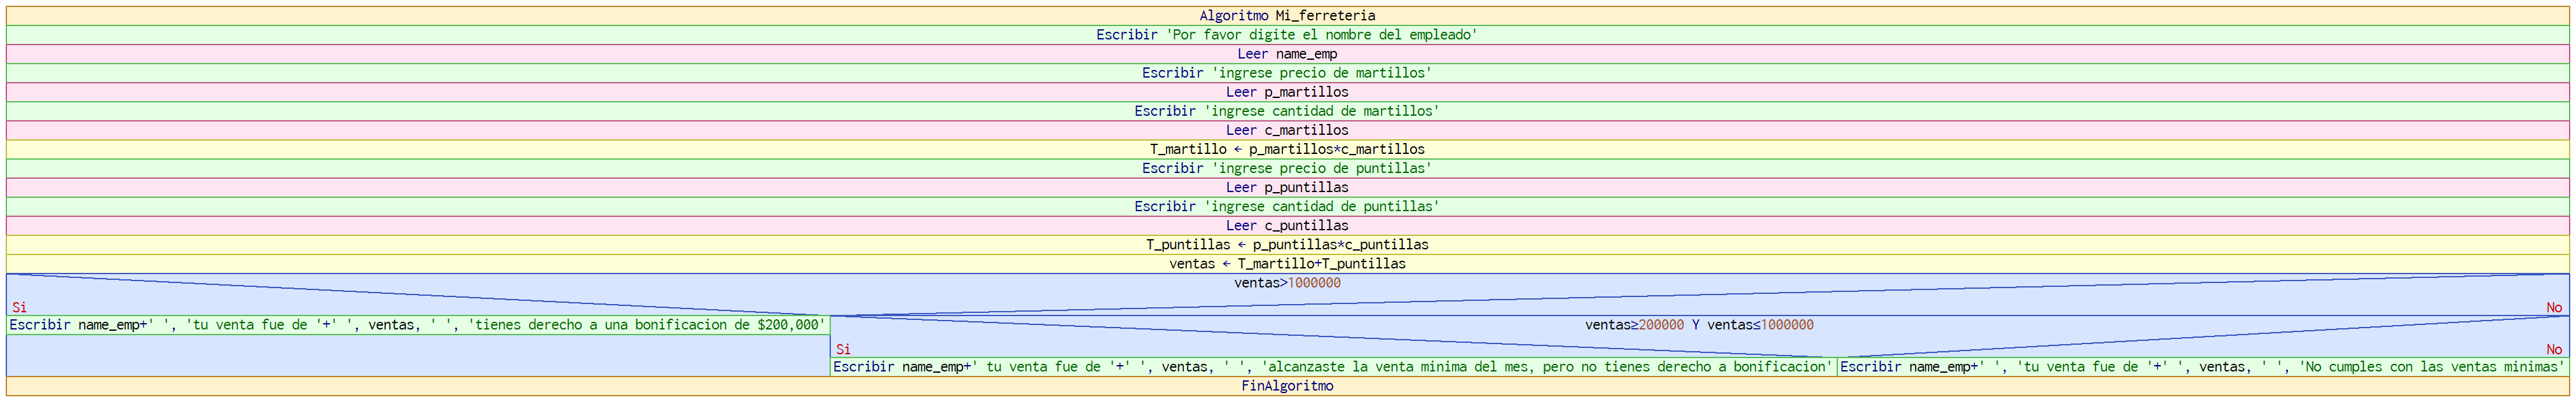 Algoritmo Mi_ferreteria
Escribir 'Por favor digite el nombre del empleado'
Leer name_emp
Escribir 'ingrese precio de martillos'
Leer p_martillos
Escribir 'ingrese cantidad de martillos'
Leer c_martillos
T_martillo ← p_martillos*c_martillos
Escribir 'ingrese precio de puntillas'
Leer p_puntillas
Escribir 'ingrese cantidad de puntillas'
Leer c_puntillas
T_puntillas ← p_puntillas*c_puntillas
ventas ← T_martillo+T_puntillas
ventas>1000000
Si
No
Escribir name_emp+' ', 'tu venta fue de '+' ', ventas, ' ', 'tienes derecho a una bonificacion de $200,000'
ventas≥200000 Y ventas≤1000000
Si
No
Escribir name_emp+' tu venta fue de '+' ', ventas, ' ', 'alcanzaste la venta minima del mes, pero no tienes derecho a bonificacion'
Escribir name_emp+' ', 'tu venta fue de '+' ', ventas, ' ', 'No cumples con las ventas minimas'
FinAlgoritmo